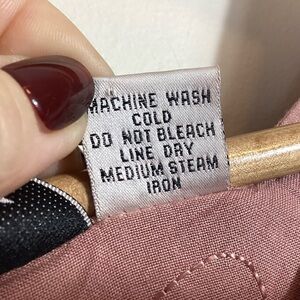 MACHINE WASH
COLD
DO NOT BLEACH
LINE DRY
MEDIUM STEAM
IRON